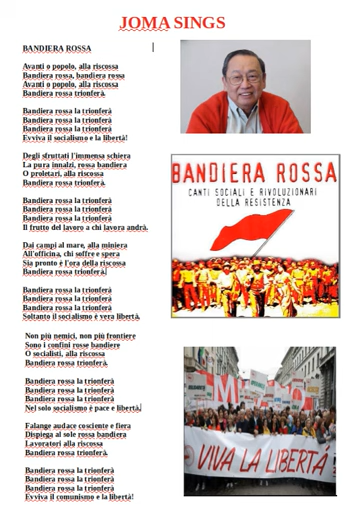 JOMA SINGS
BANDIERA ROSSA
Avanti o popolo, alla riscossa
Bandiera rossa, bandiera rossa
Avanti o popolo, alla riscossa
Bandiera rossa trionferà.
Bandiera rossa la trionferà
Bandiera rossa la trionferà
Bandiera rossa la trionferà
Evviva il socialismo e la libertà!
Degli sfruttati l'immensa schiera
La pura innalzi, rossa bandiera
O proletari, alla riscossa
Bandiera rossa trionferà.
Bandiera rossa la trionferà
Bandiera rossa la trionferà
Bandiera rossa la trionferà
Il frutto del lavoro a chi lavora andrà.
Dai campi al mare, alla miniera
All'officina, chi soffre e spera
Sia pronto è l'ora della riscossa
Bandiera rossa trionferà.
Bandiera rossa la trionferà
Bandiera rossa la trionferà
Bandiera rossa la trionferà
Soltanto il socialismo è vera libertà.
Non più nemici, non più frontiere
Sono i confini rosse bandiere
O socialisti, alla riscossa
Bandiera rossa trionferà.
Bandiera rossa la trionferà
Bandiera rossa la trionferà
Bandiera rossa la trionferà
Nel solo socialismo è pace e libertà.
Falange audace cosciente e fiera
Dispiega al sole rossa bandiera
Lavoratori alla riscossa
Bandiera rossa trionferà.
Bandiera rossa la trionferà
Bandiera rossa la trionferà
Bandiera rossa la trionferà
Evviva il comunismo e la libertà!
BANDIERA ROSSA
CANTI SOCIALI E RIVOLUZIONARI
DELLA RESISTENZA
VIVA LA LIBERTÁ